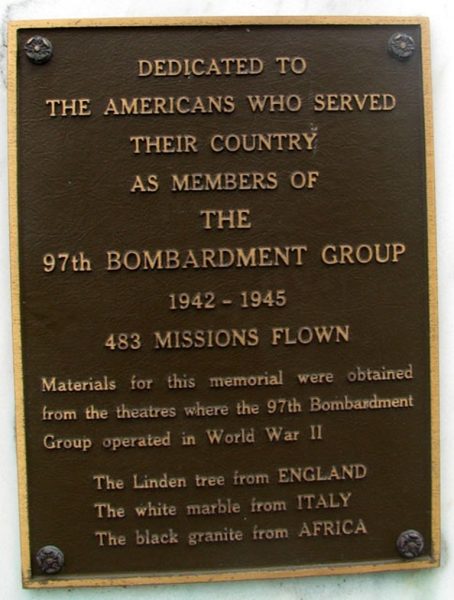 DEDICATED TO
THE AMERICANS WHO SERVED
THEIR COUNTRY
AS MEMBERS OF
THE
97th BOMBARDMENT GROUP
1942 - 1945
483 MISSIONS FLOWN
Materials for this memorial were obtained
from the theatres where the 97th Bombardment
Group operated in World War II
The Linden tree from ENGLAND
The white marble from ITALY
The black granite from AFRICA